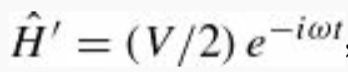 Ĥ′ = (V/2) e^{−iωt},